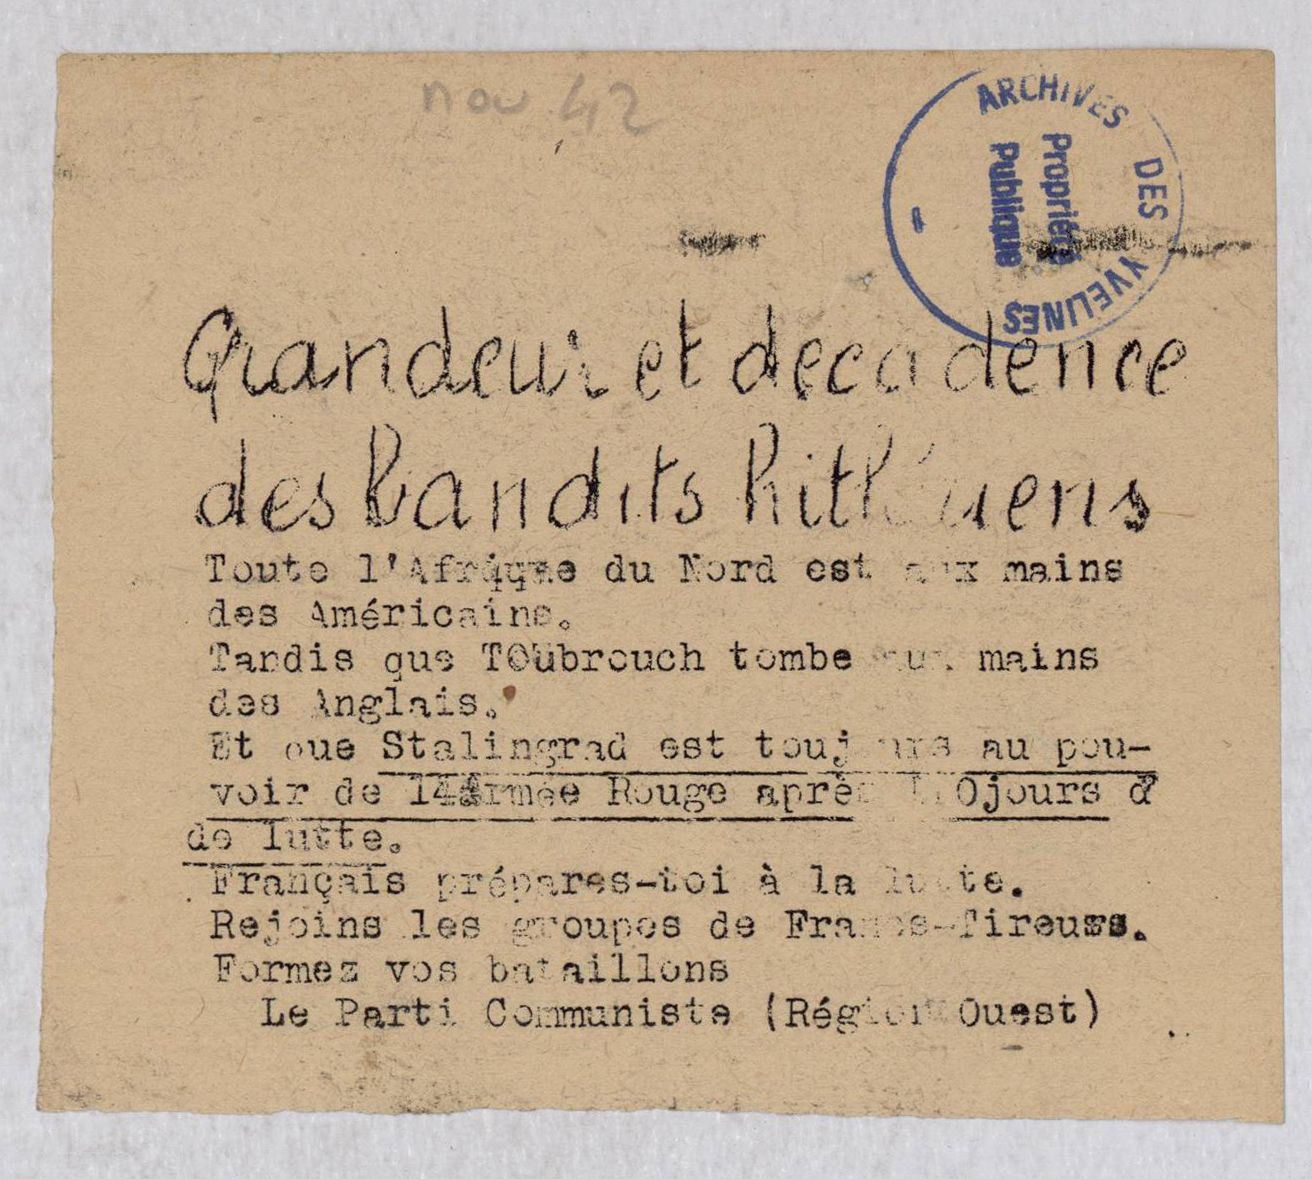 nov 42
ARCHIVES DES YVELINES
Propriété
Publique
Grandeur et decadence
des bandits hitlériens
Toute l'Afrique du Nord est aux mains
des Américains.
Tandis que TOUbrouch tombe aux mains
des Anglais.
Et que Stalingrad est toujours au pou-
voir de l'Armée Rouge après jours d
de lutte.
Français prépares-toi à la lutte.
Rejoins les groupes de Francs-Tireurs.
Formez vos bataillons
Le Parti Communiste (Région Ouest)